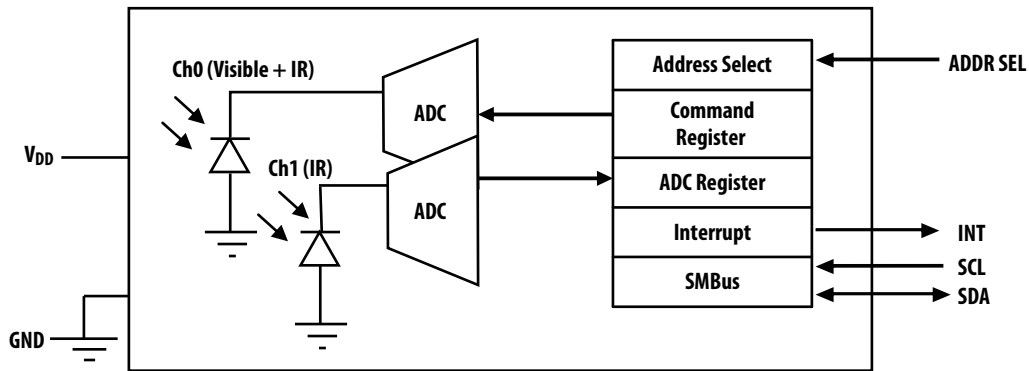 Ch0 (Visible + IR)
ADC
Address Select
ADDR SEL
Command
Register
VDD
Ch1 (IR)
ADC
ADC Register
Interrupt
INT
SMBus
SCL
SDA
GND